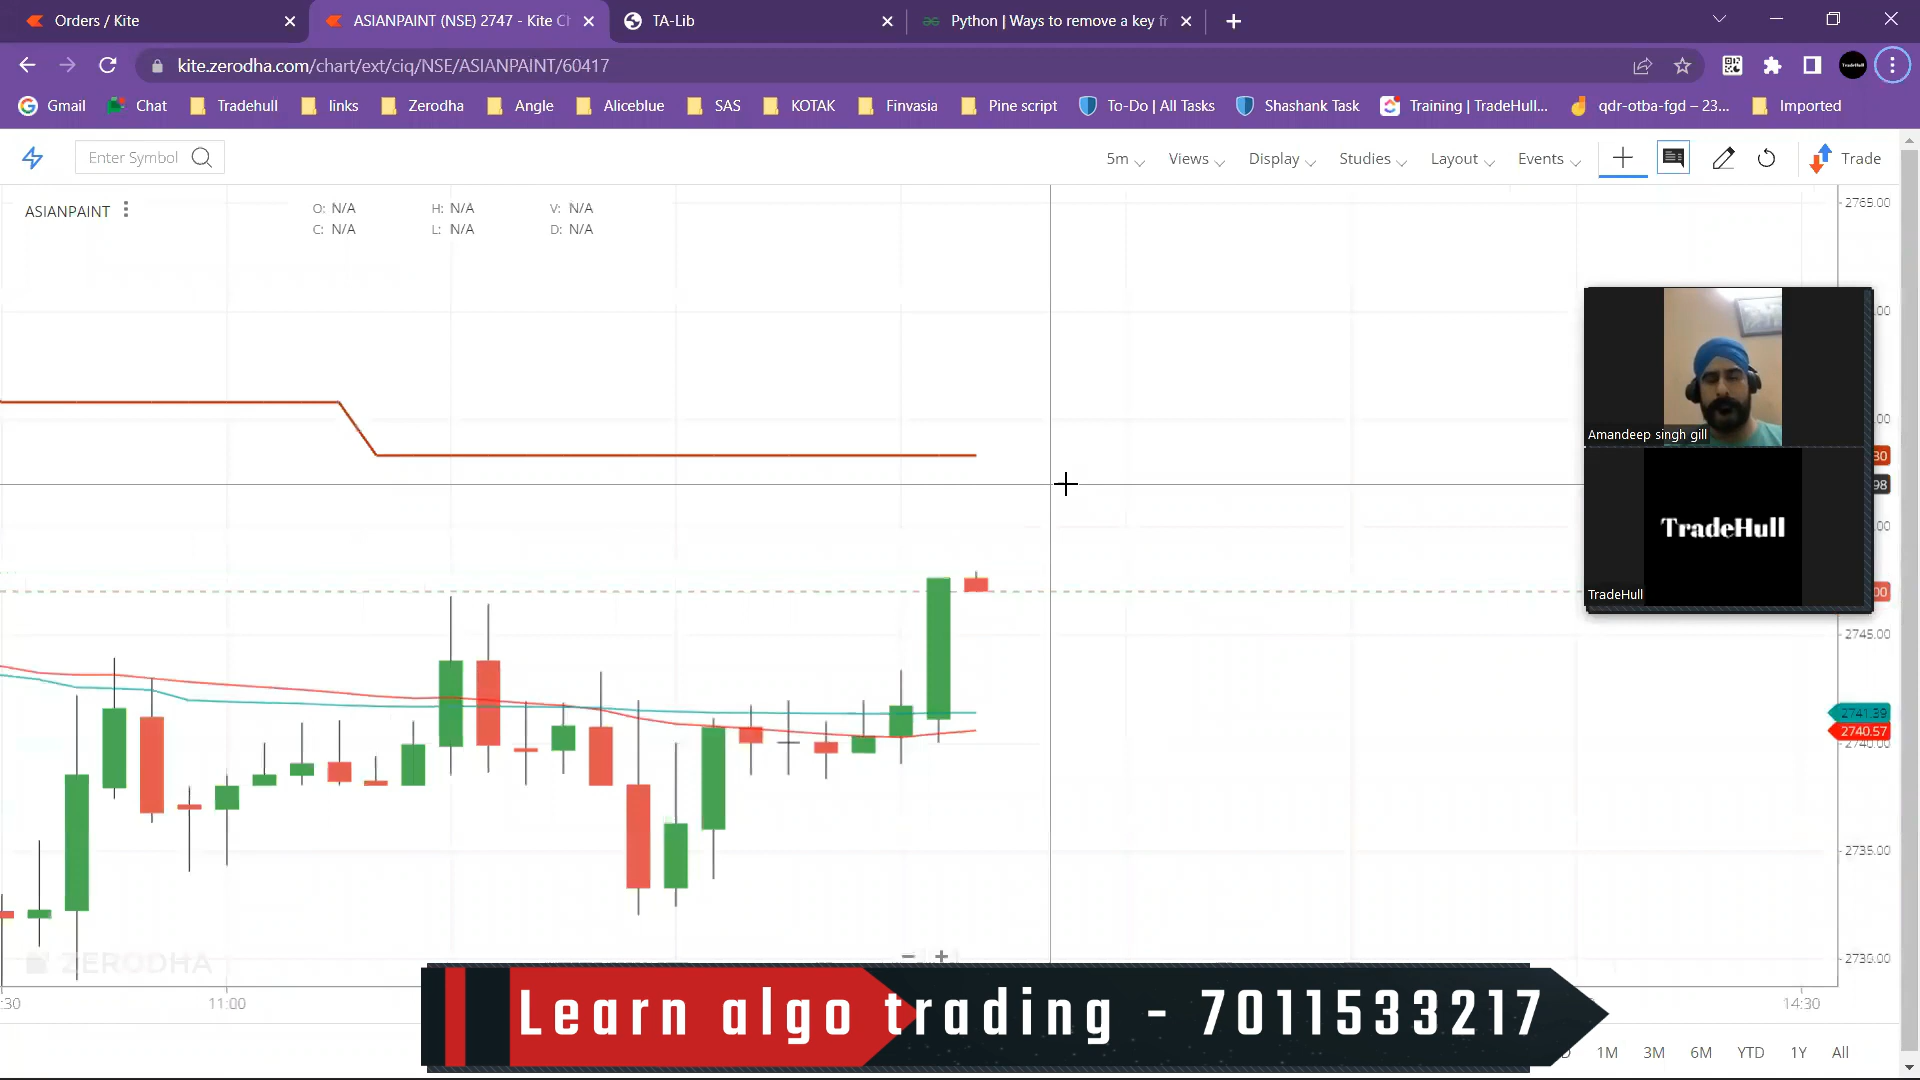 Orders / Kite
ASIANPAINT (NSE) 2747 - Kite Ch
TA-Lib
Python | Ways to remove a key fr
kite.zerodha.com/chart/ext/ciq/NSE/ASIANPAINT/60417
Gmail
Chat
Tradehull
links
Zerodha
Angle
Aliceblue
SAS
KOTAK
Finvasia
Pine script
To-Do | All Tasks
Shashank Task
Training | TradeHull...
qdr-otba-fgd – 23...
Imported
Enter Symbol
5m
Views
Display
Studies
Layout
Events
Trade
ASIANPAINT
O: N/A
H: N/A
V: N/A
C: N/A
L: N/A
D: N/A
2765.00
Amandeep singh gill
TradeHull
TradeHull
2745.00
2741.39
2740.57
2740.00
2735.00
2730.00
ZERODHA
:30
11:00
14:30
Learn algo trading - 7011533217
1M
3M
6M
YTD
1Y
All